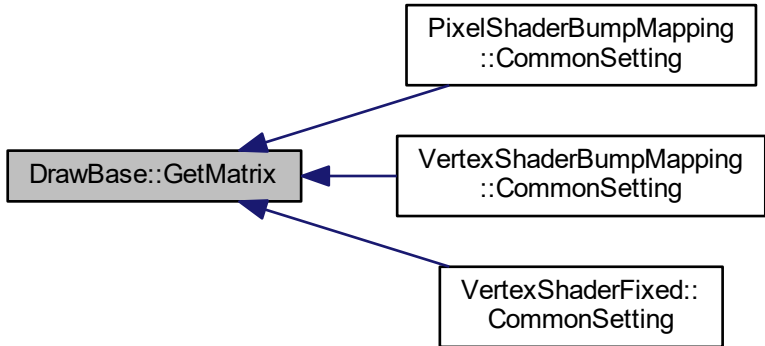 PixelShaderBumpMapping
::CommonSetting
DrawBase::GetMatrix
VertexShaderBumpMapping
::CommonSetting
VertexShaderFixed::
CommonSetting